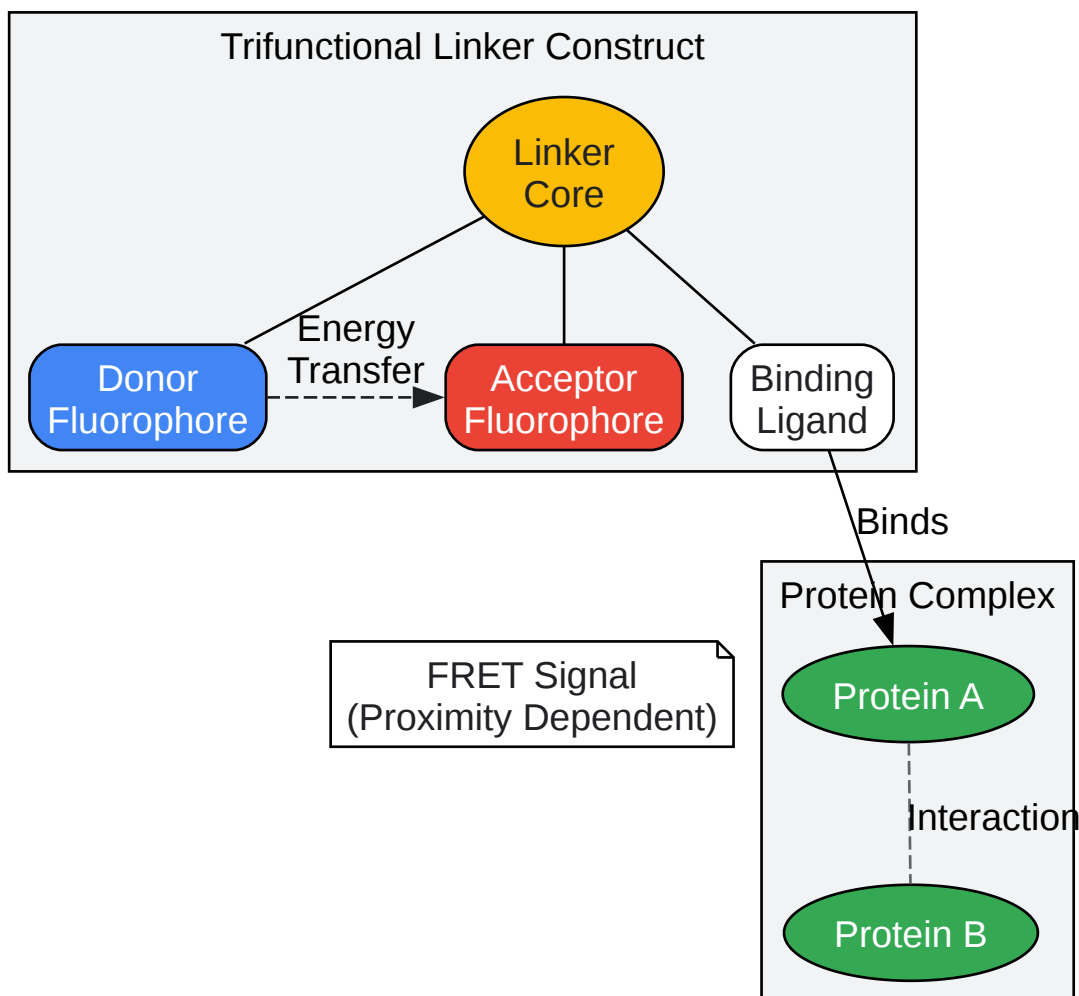 Trifunctional Linker Construct
Linker
Core
Energy
Transfer
Donor
Fluorophore
Acceptor
Fluorophore
Binding
Ligand
Binds
Protein Complex
FRET Signal
(Proximity Dependent)
Protein A
Interaction
Protein B